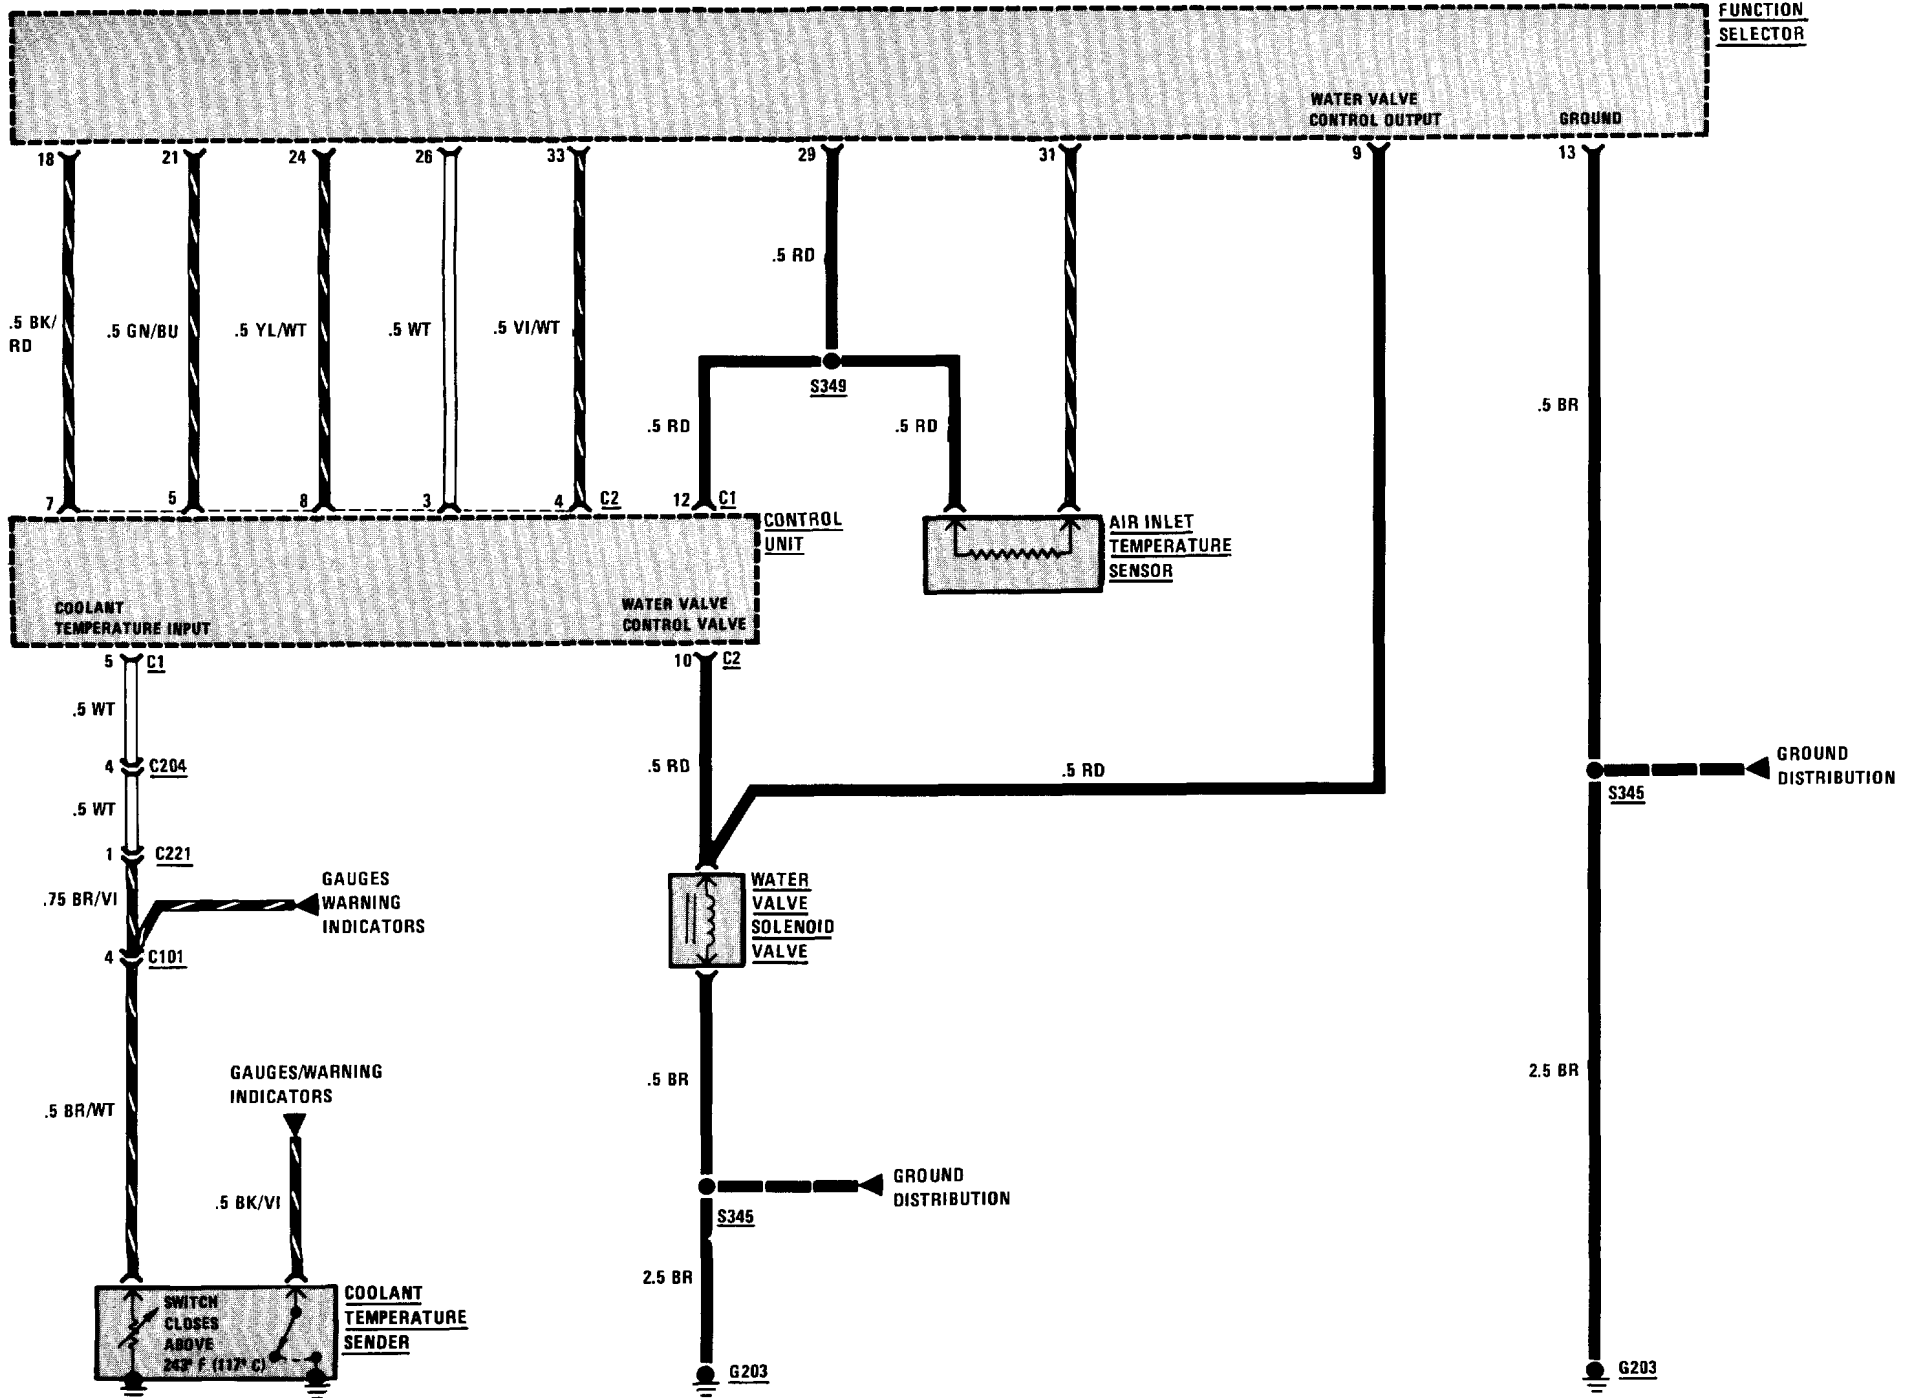 FUNCTION
SELECTOR
WATER VALVE
CONTROL OUTPUT
GROUND
18
21
24
26
33
29
31
9
13
.5 BK/
RD
.5 GN/BU
.5 YL/WT
.5 WT
.5 VI/WT
.5 RD
S349
.5 RD
.5 RD
.5 BR
7
5
8
3
4
C2
12
C1
CONTROL
UNIT
AIR INLET
TEMPERATURE
SENSOR
COOLANT
TEMPERATURE INPUT
WATER VALVE
CONTROL VALVE
5
C1
10
C2
.5 WT
4
C204
.5 WT
1
C221
.75 BR/VI
GAUGES
WARNING
INDICATORS
4
C101
.5 RD
.5 RD
WATER
VALVE
SOLENOID
VALVE
GROUND
DISTRIBUTION
S345
GAUGES/WARNING
INDICATORS
.5 BR/WT
.5 BK/VI
.5 BR
2.5 BR
GROUND
DISTRIBUTION
S345
2.5 BR
SWITCH
CLOSES
ABOVE
243° F (117° C)
COOLANT
TEMPERATURE
SENDER
G203
G203